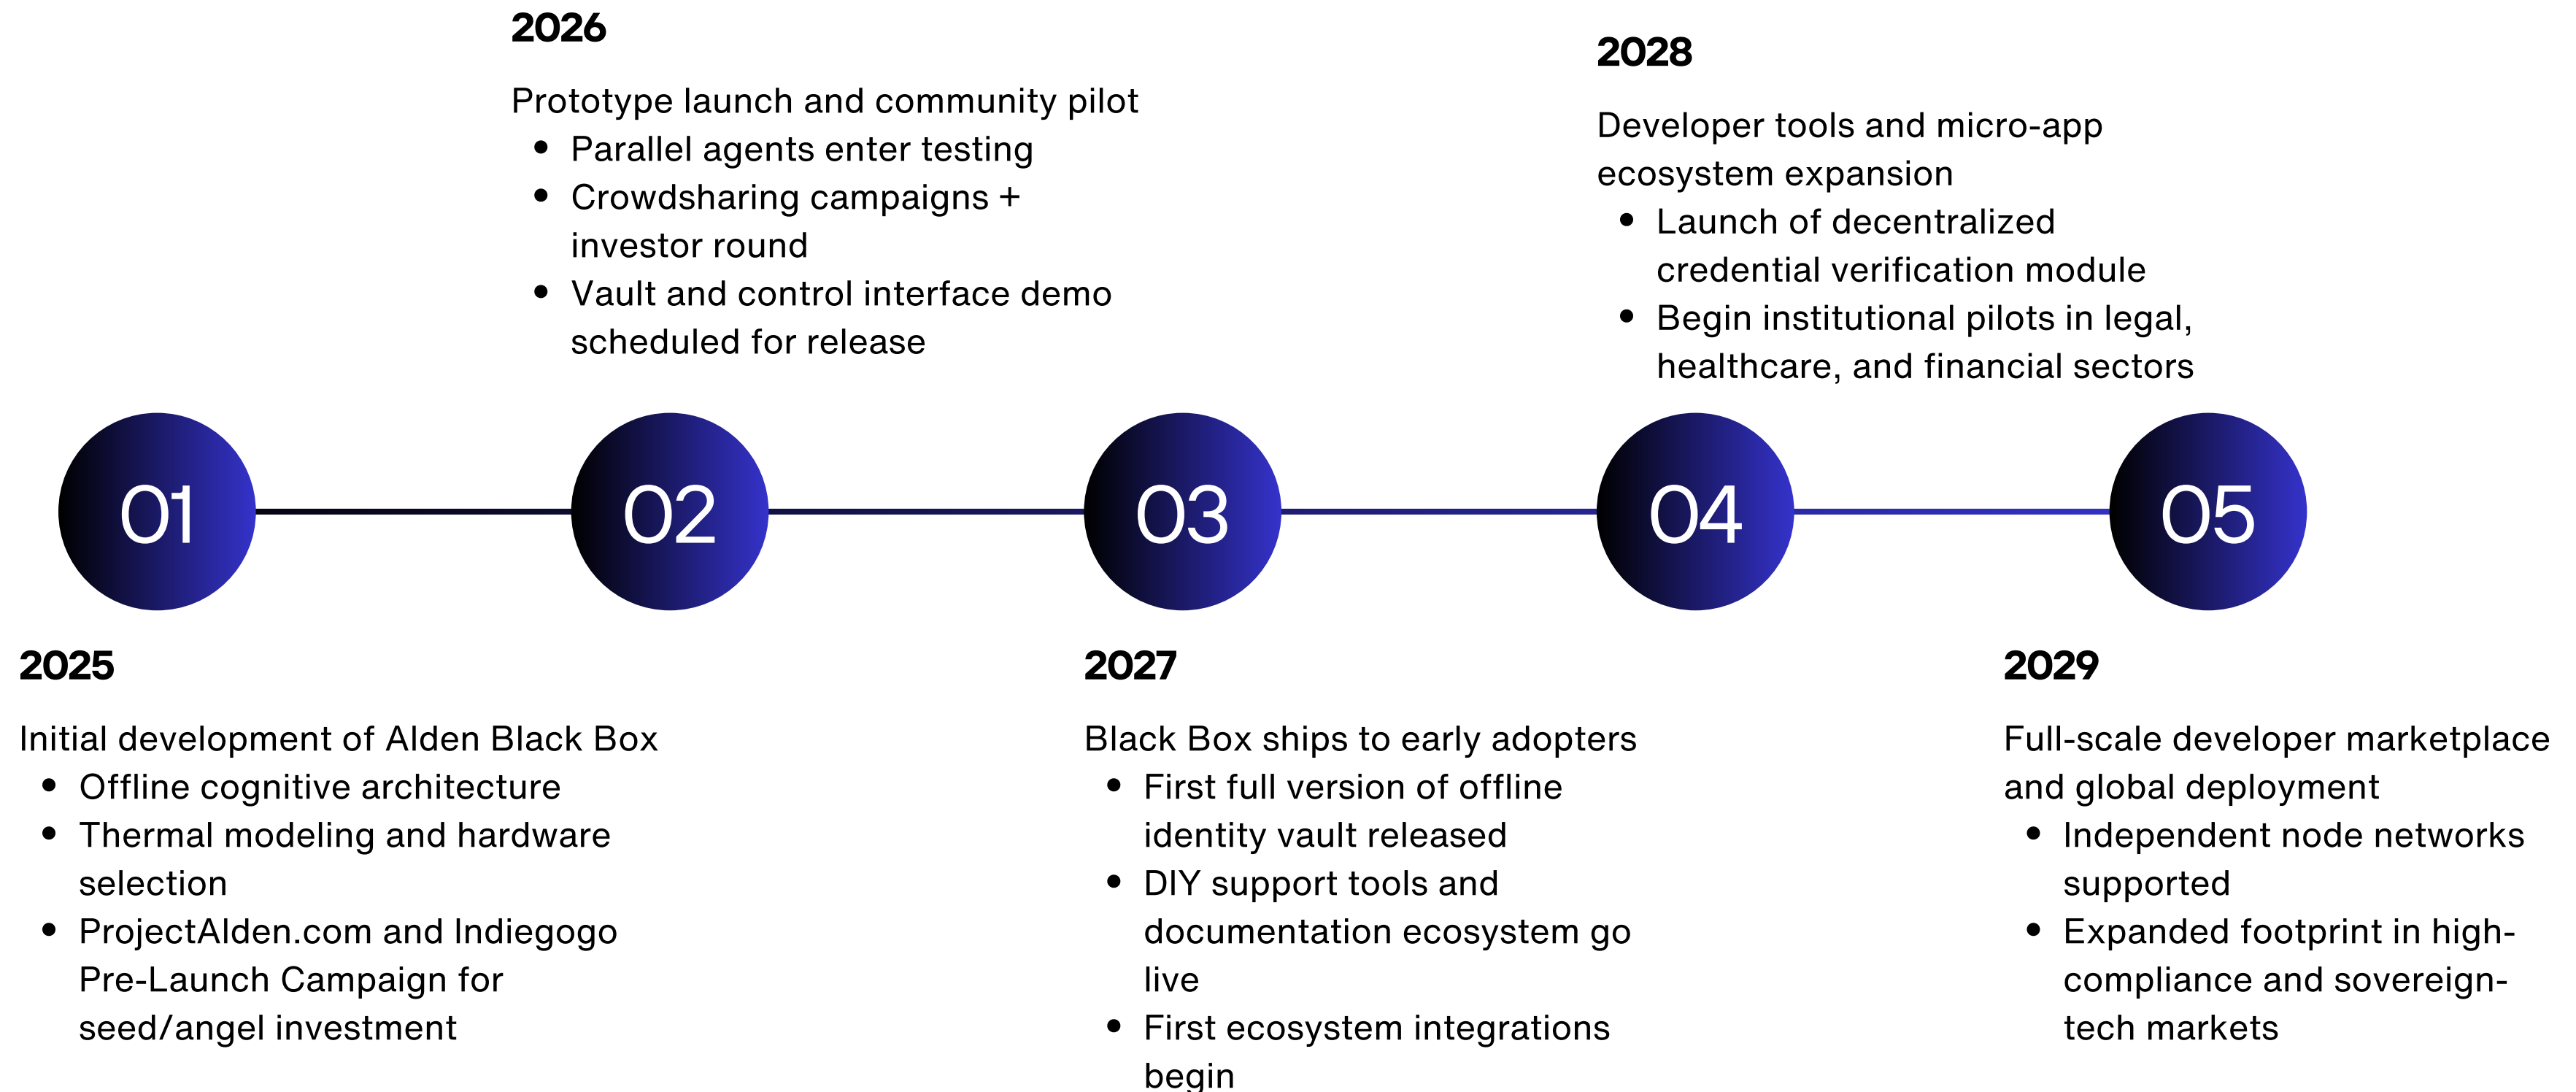 2026
Prototype launch and community pilot
• Parallel agents enter testing
• Crowdsharing campaigns +
investor round
• Vault and control interface demo
scheduled for release
2028
Developer tools and micro-app
ecosystem expansion
• Launch of decentralized
credential verification module
• Begin institutional pilots in legal,
healthcare, and financial sectors
01
02
03
04
05
2025
Initial development of Alden Black Box
• Offline cognitive architecture
• Thermal modeling and hardware
selection
• ProjectAlden.com and Indiegogo
Pre-Launch Campaign for
seed/angel investment
2027
Black Box ships to early adopters
• First full version of offline
identity vault released
• DIY support tools and
documentation ecosystem go
live
• First ecosystem integrations
begin
2029
Full-scale developer marketplace
and global deployment
• Independent node networks
supported
• Expanded footprint in high-
compliance and sovereign-
tech markets